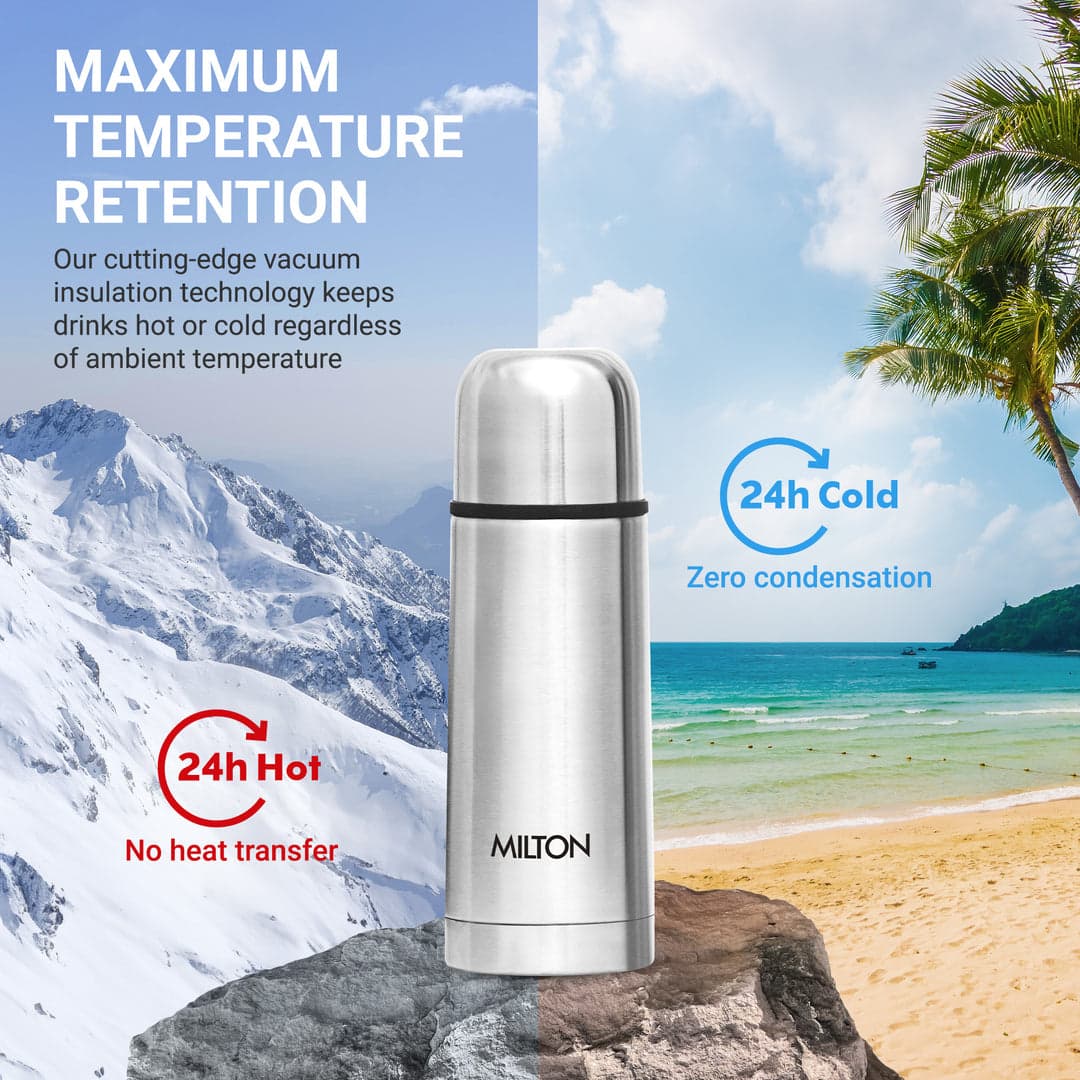 MAXIMUM
TEMPERATURE
RETENTION
Our cutting-edge vacuum
insulation technology keeps
drinks hot or cold regardless
of ambient temperature
24h Cold
Zero condensation
24h Hot
No heat transfer
MILTON